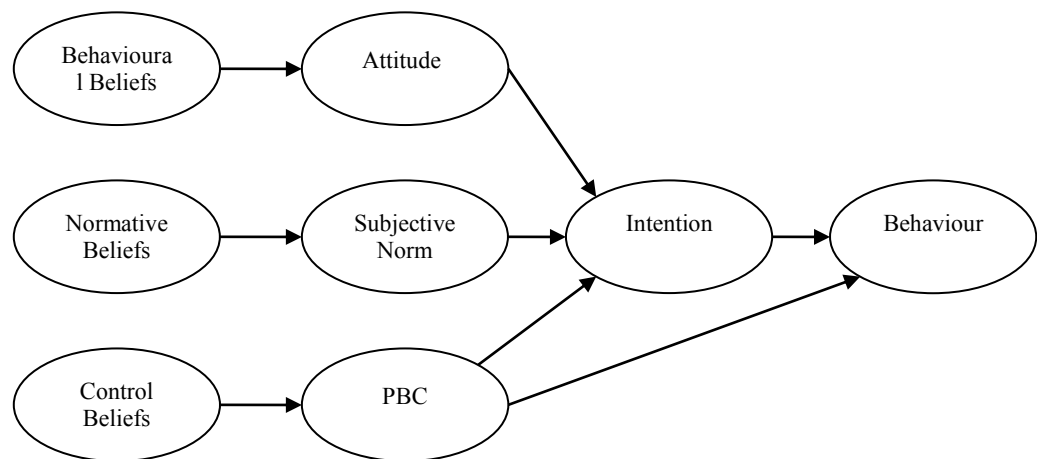 Behavioura
l Beliefs
Attitude
Normative
Beliefs
Subjective
Norm
Intention
Behaviour
Control
Beliefs
PBC